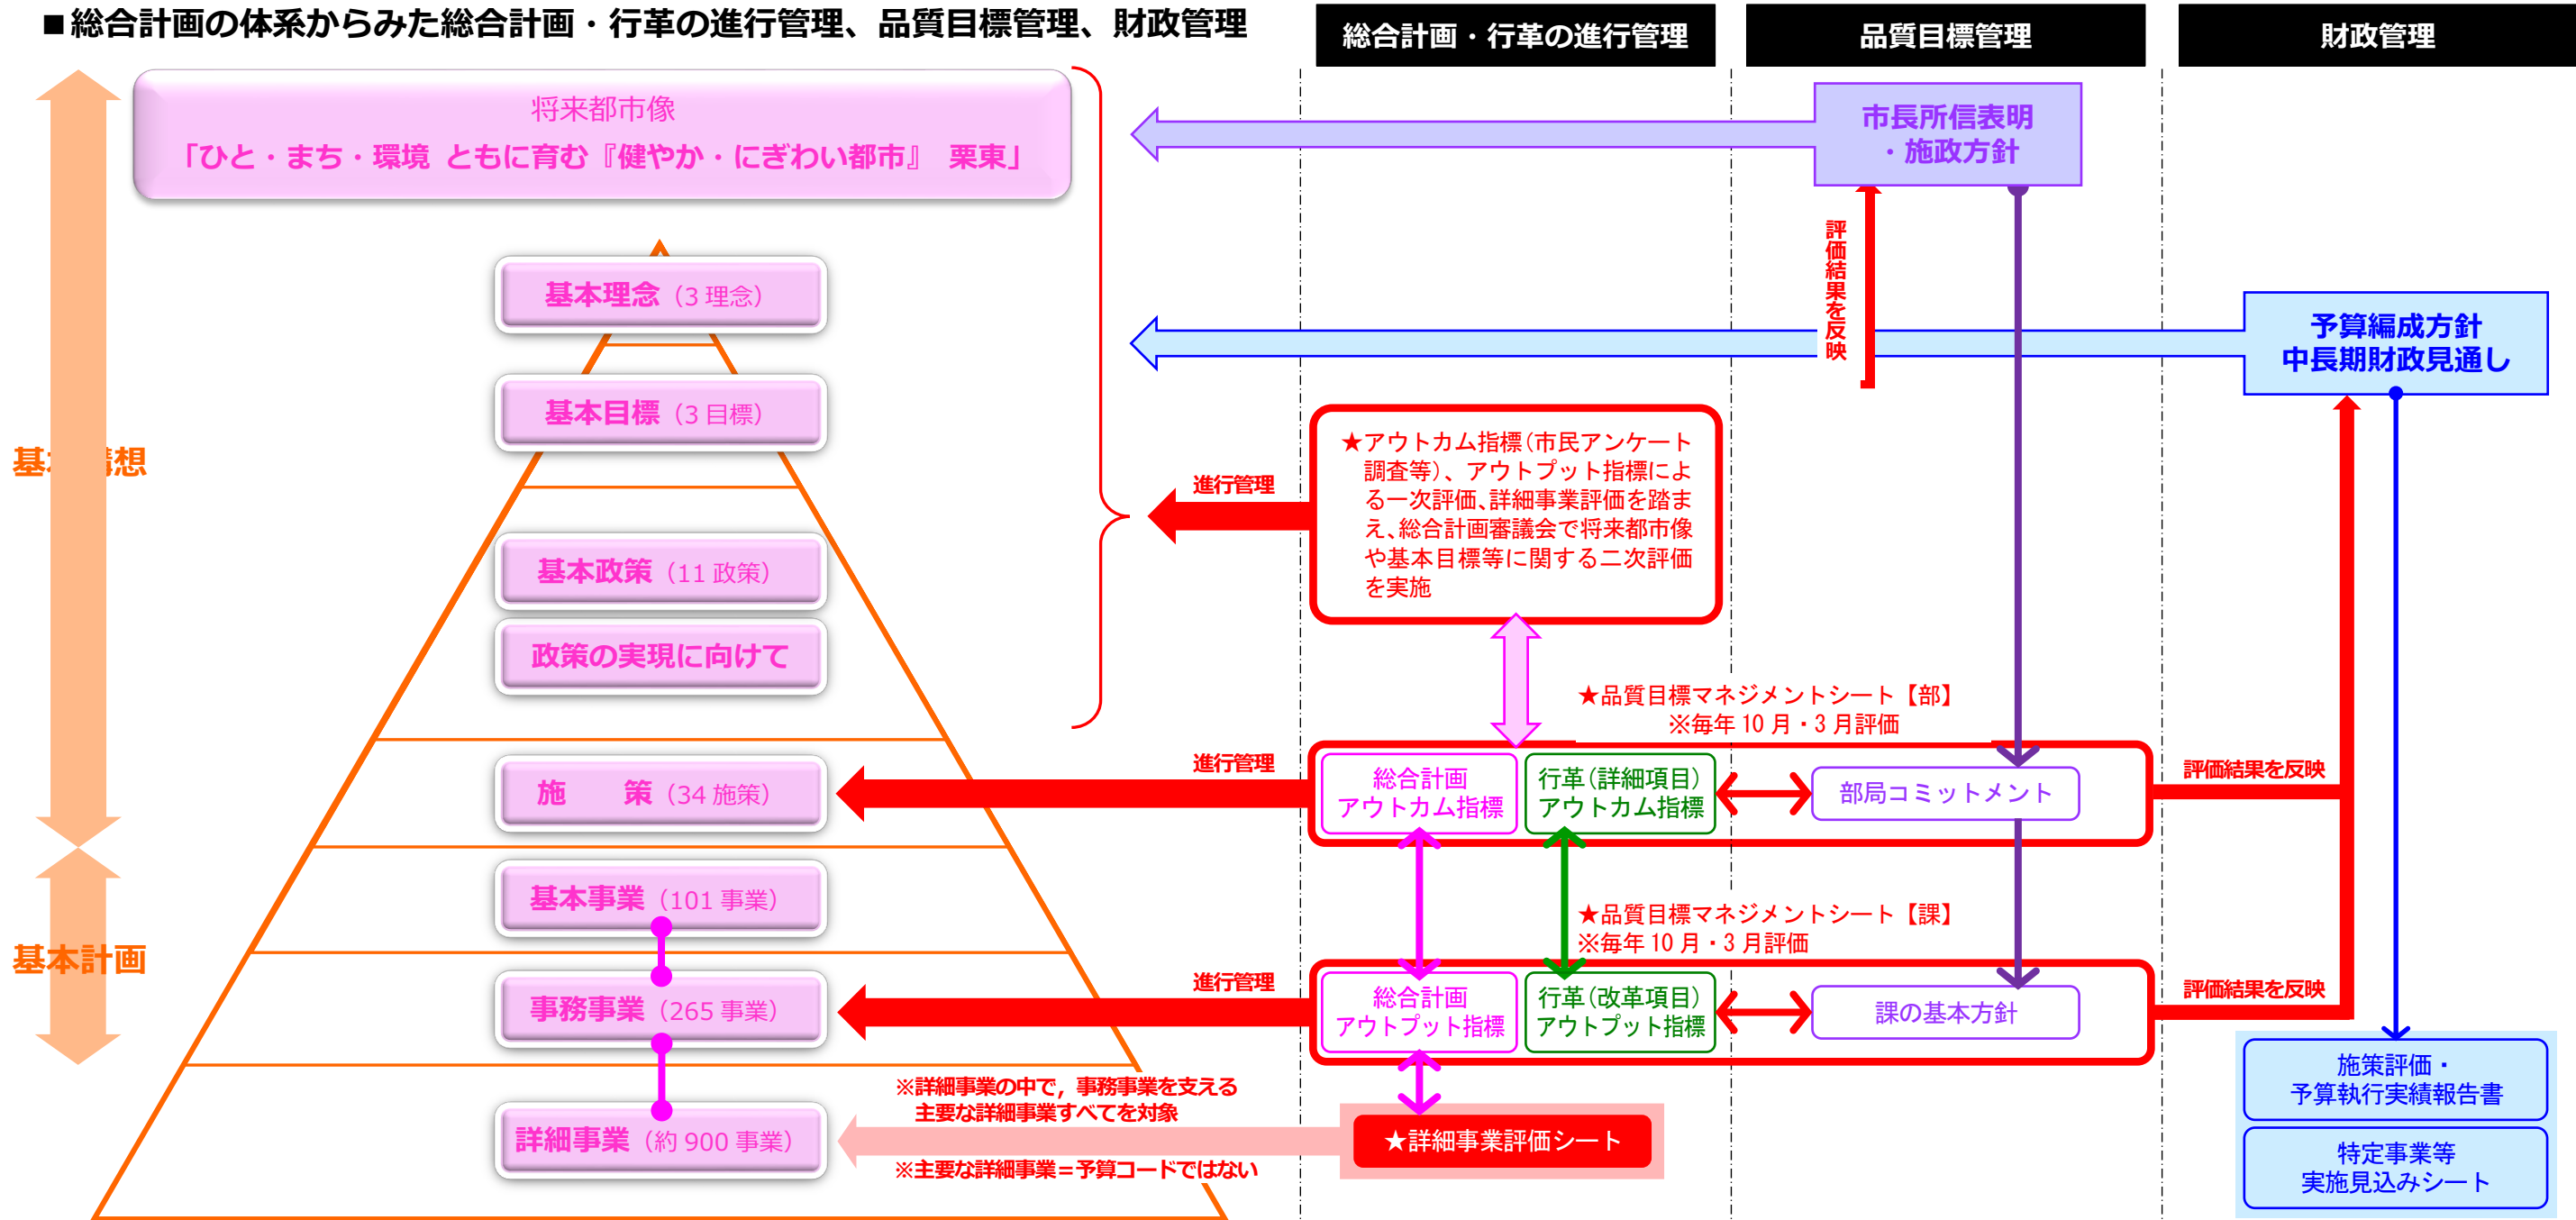 ■総合計画の体系からみた総合計画・行革の進行管理、品質目標管理、財政管理
総合計画・行革の進行管理
品質目標管理
財政管理
将来都市像
「ひと・まち・環境 ともに育む『健やか・にぎわい都市』 栗東」
市長所信表明
・施政方針
基本理念（3 理念）
評価結果を反映
予算編成方針
中長期財政見通し
基本目標（3 目標）
基本構想
★アウトカム指標（市民アンケート
調査等）、アウトプット指標によ
る一次評価、詳細事業評価を踏ま
え、総合計画審議会で将来都市像
や基本目標等に関する二次評価
を実施
進行管理
基本政策（11 政策）
政策の実現に向けて
★品質目標マネジメントシート【部】
※毎年 10 月・3 月評価
施　　策（34 施策）
進行管理
総合計画
アウトカム指標
行革（詳細項目）
アウトカム指標
部局コミットメント
評価結果を反映
基本事業（101 事業）
★品質目標マネジメントシート【課】
※毎年 10 月・3 月評価
基本計画
事務事業（265 事業）
進行管理
総合計画
アウトプット指標
行革（改革項目）
アウトプット指標
課の基本方針
評価結果を反映
※詳細事業の中で，事務事業を支える
主要な詳細事業すべてを対象
詳細事業（約 900 事業）
★詳細事業評価シート
※主要な詳細事業＝予算コードではない
施策評価・
予算執行実績報告書
特定事業等
実施見込みシート